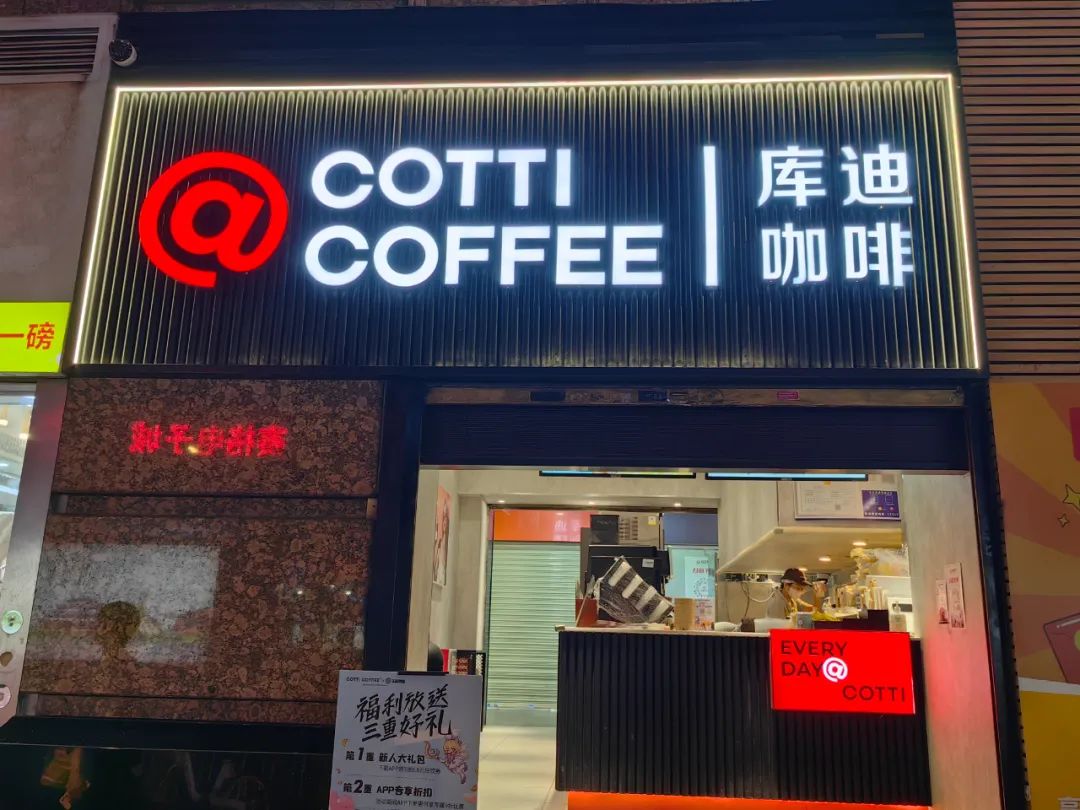 @
COTTI
COFFEE
库迪
咖啡
一磅
EVERY
DAY@
COTTI
福利放送
三重好礼
第1重 新人大礼包
第2重 APP专享折扣